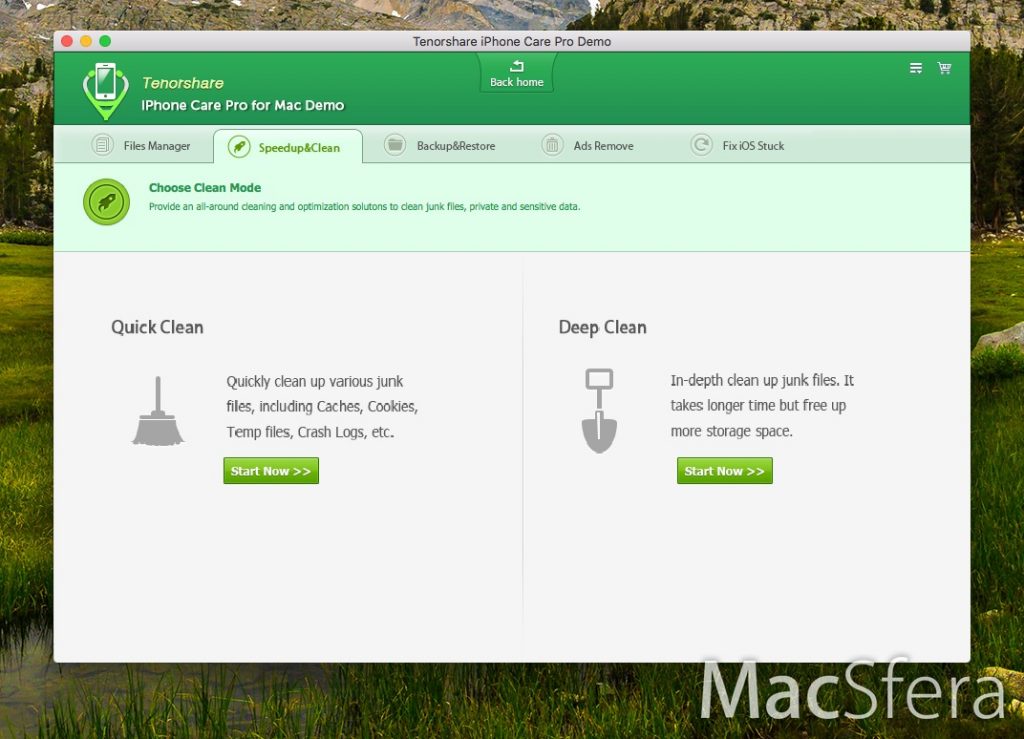 Tenorshare iPhone Care Pro Demo
Back home
Tenorshare
iPhone Care Pro for Mac Demo
Files Manager
Speedup&Clean
Backup&Restore
Ads Remove
Fix iOS Stuck
Choose Clean Mode
Provide an all-around cleaning and optimization solutons to clean junk files, private and sensitive data.
Quick Clean
Quickly clean up various junk
files, including Caches, Cookies,
Temp files, Crash Logs, etc.
Start Now >>
Deep Clean
In-depth clean up junk files. It
takes longer time but free up
more storage space.
Start Now >>
MacSfera